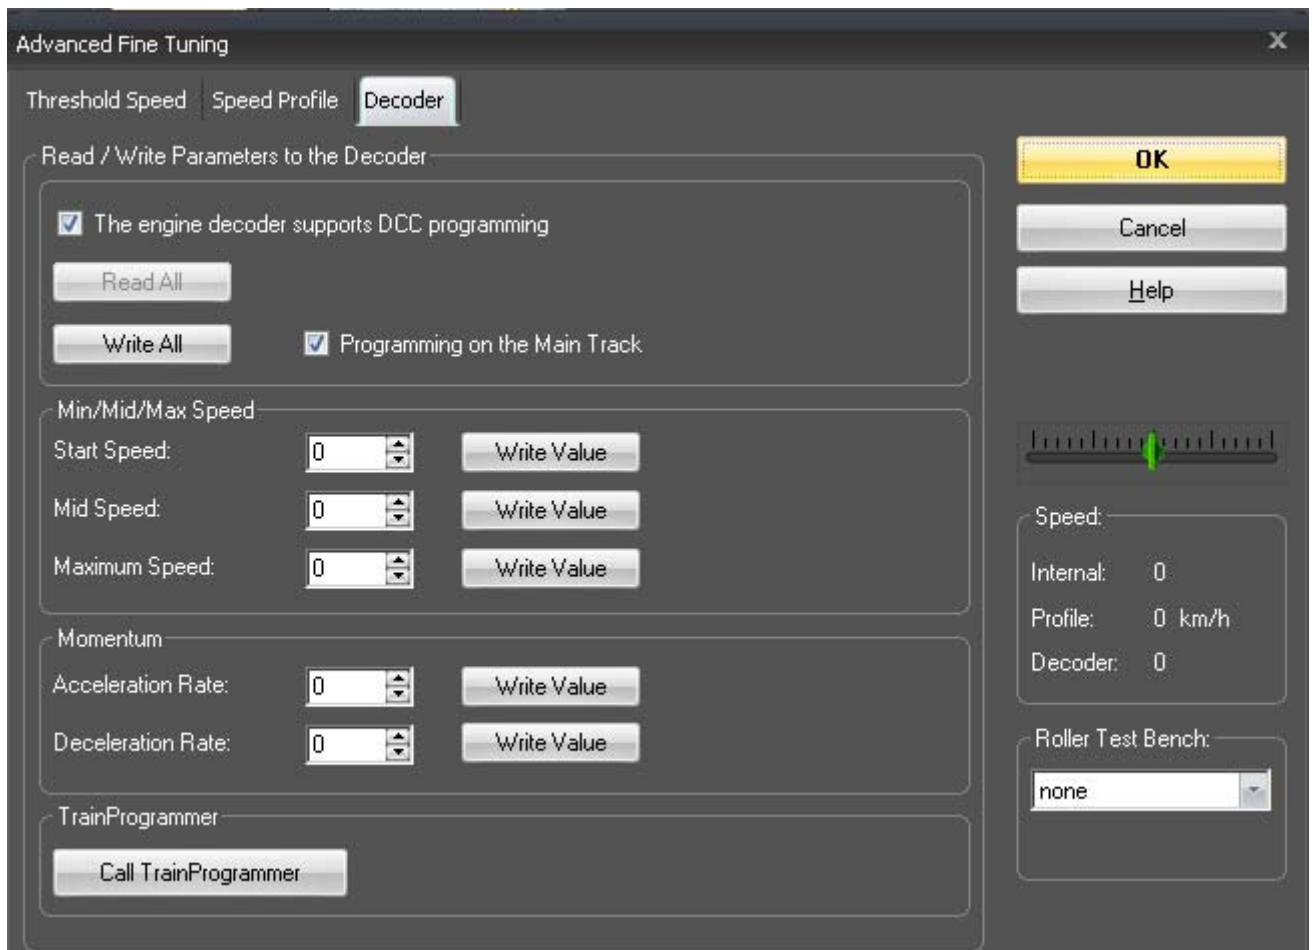 Advanced Fine Tuning
Threshold Speed Speed Profile Decoder
Read / Write Parameters to the Decoder
The engine decoder supports DCC programming
Read All
Write All Programming on the Main Track
Min/Mid/Max Speed
Start Speed: 0 Write Value
Mid Speed: 0 Write Value
Maximum Speed: 0 Write Value
Momentum
Acceleration Rate: 0 Write Value
Deceleration Rate: 0 Write Value
TrainProgrammer
Call TrainProgrammer
OK
Cancel
Help
Speed:
Internal: 0
Profile: 0 km/h
Decoder: 0
Roller Test Bench:
none